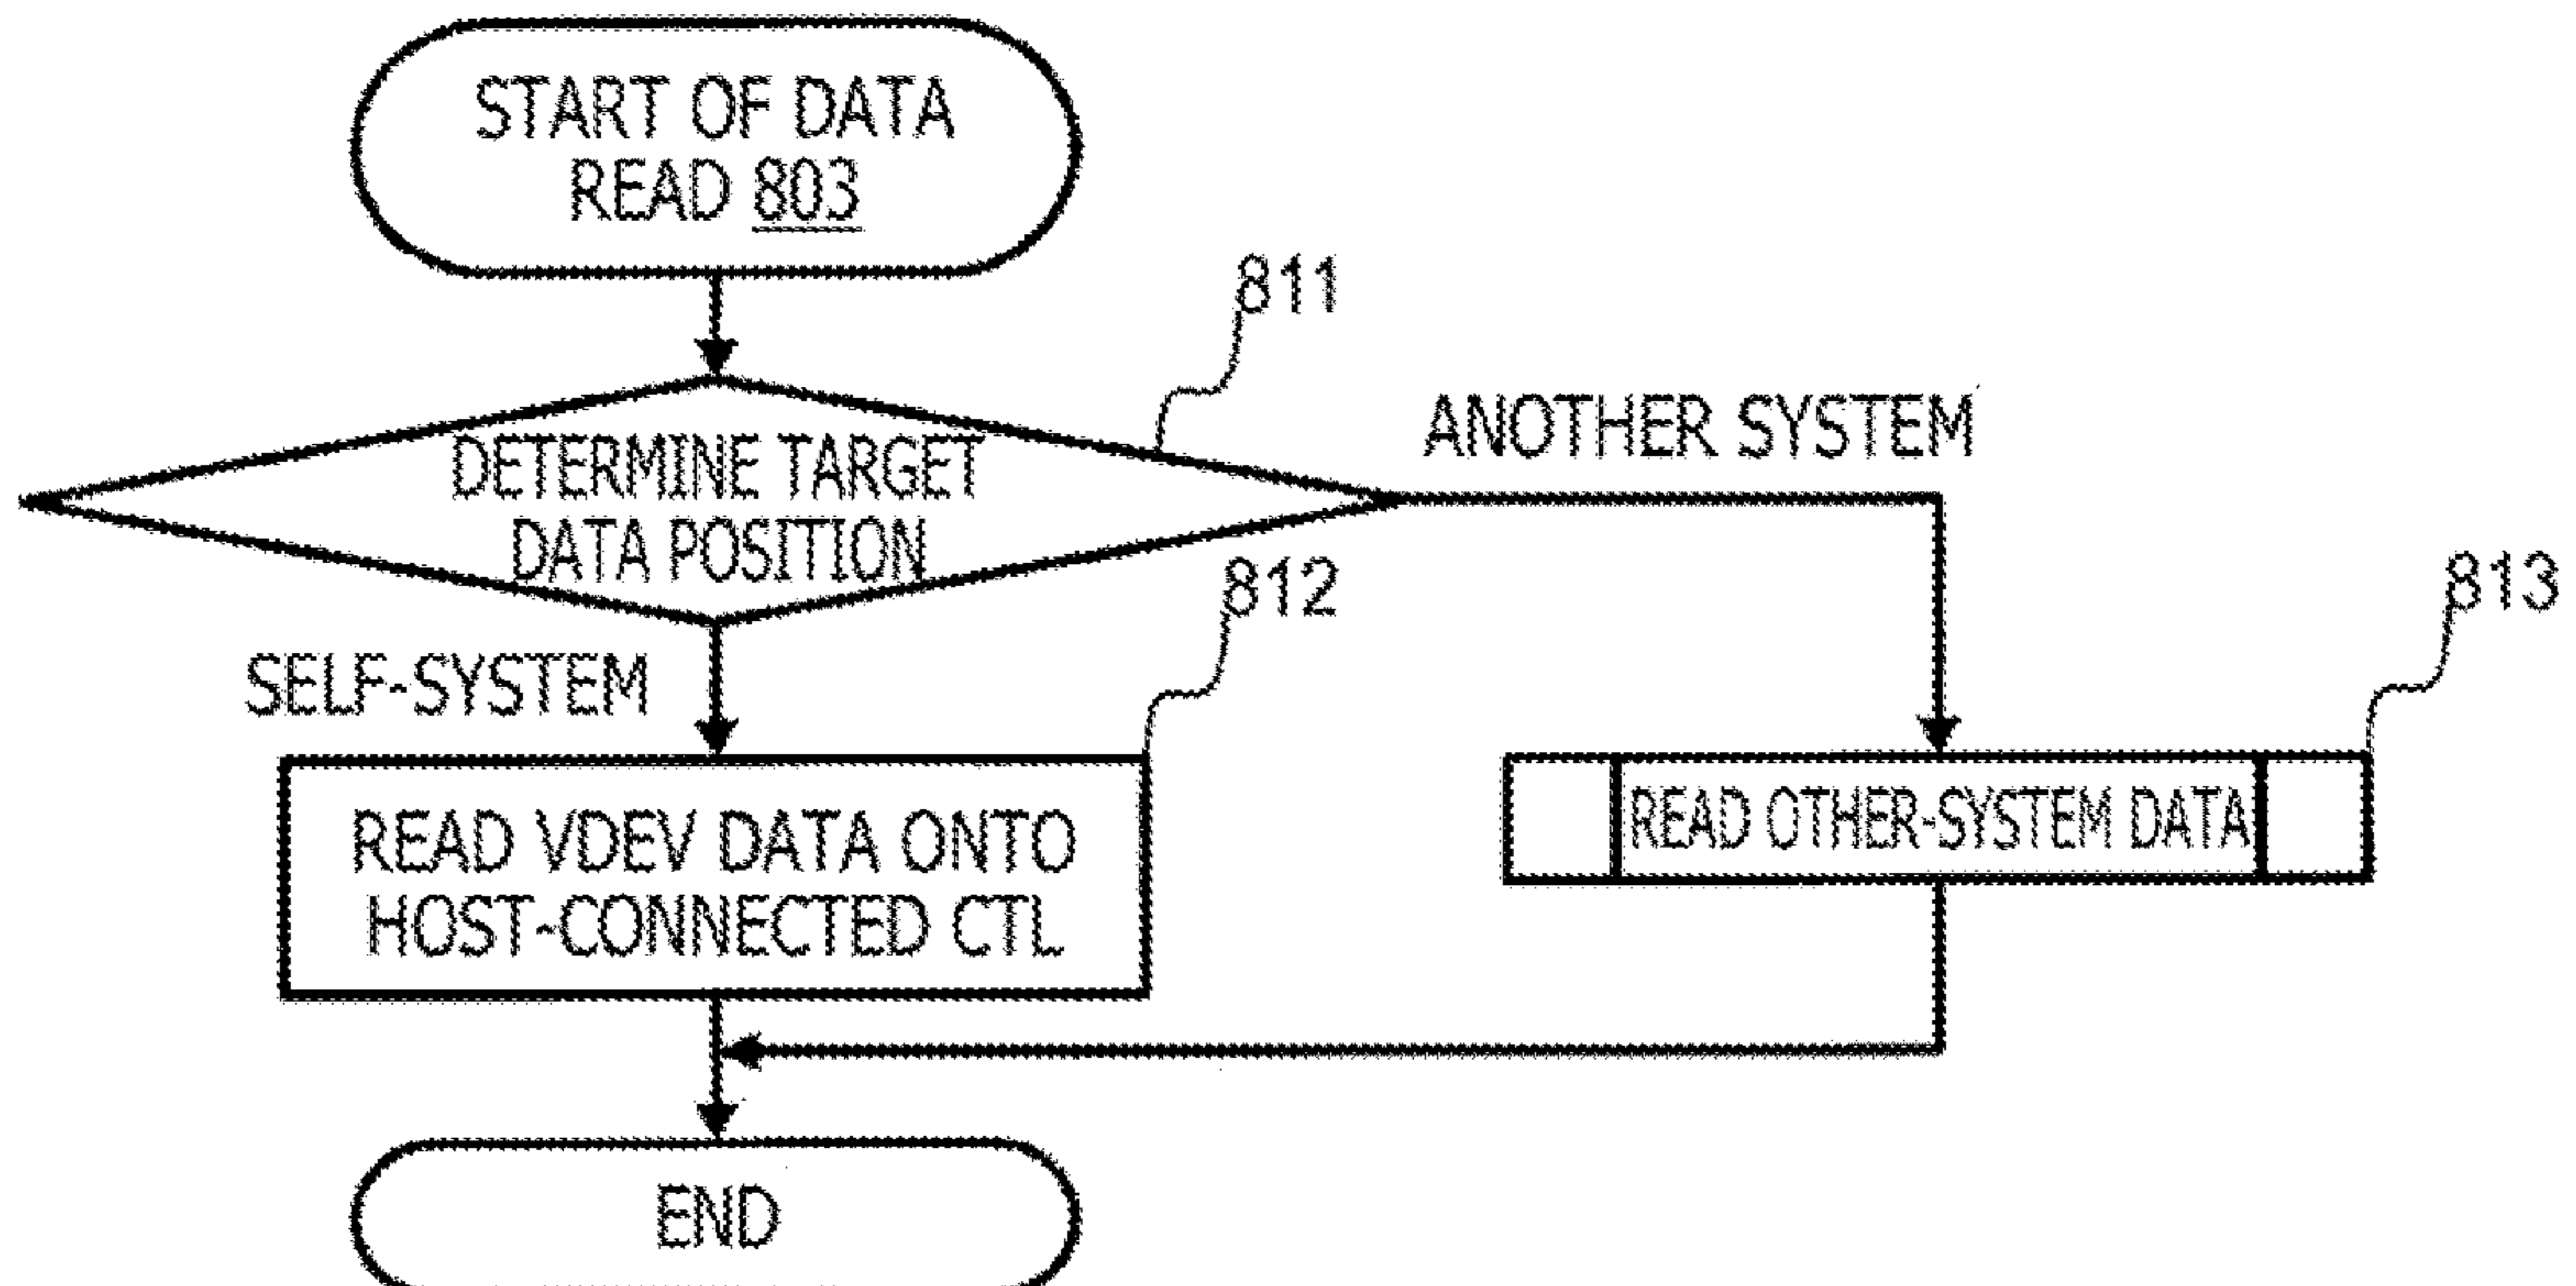 START OF DATA
READ 803
811
DETERMINE TARGET
DATA POSITION
ANOTHER SYSTEM
812
813
SELF-SYSTEM
READ VDEV DATA ONTO
HOST-CONNECTED CTL
READ OTHER-SYSTEM DATA
END